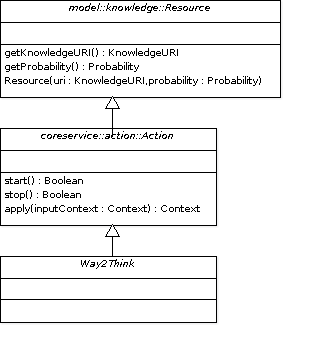 model::knowledge::Resource
getKnowledgeURI() : KnowledgeURI
getProbability() : Probability
Resource(uri : KnowledgeURI,probability : Probability)
coreservice::action::Action
start() : Boolean
stop() : Boolean
apply(inputContext : Context) : Context
Way2Think